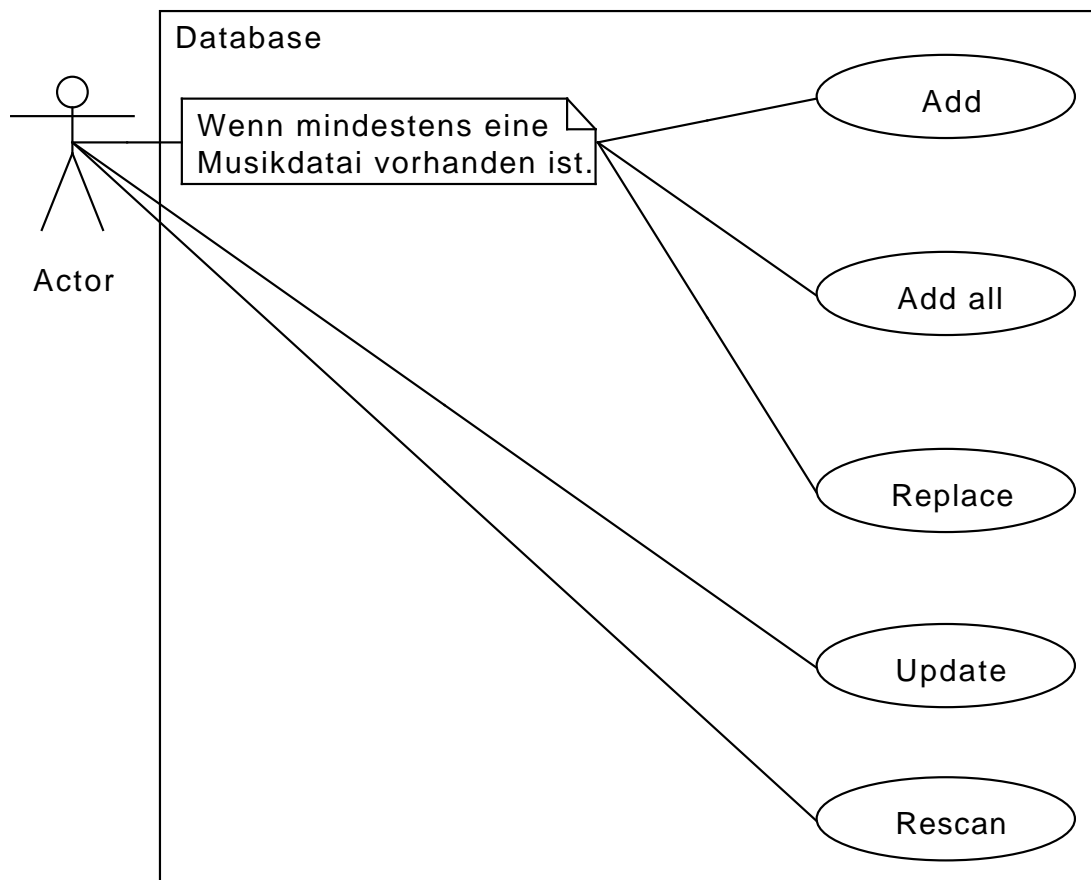 Database
Wenn mindestens eine
Musikdatai vorhanden ist.
Actor
Add
Add all
Replace
Update
Rescan